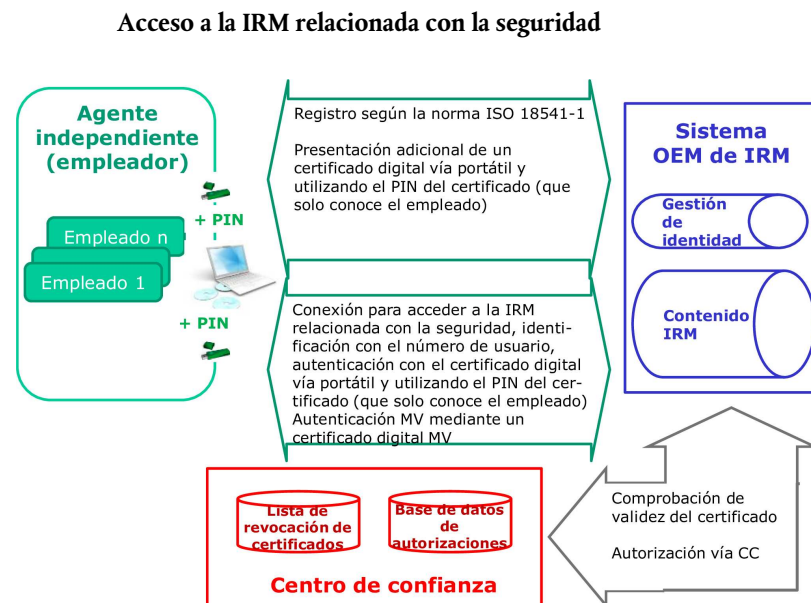 Acceso a la IRM relacionada con la seguridad
Agente
independiente
(empleador)
+ PIN
Empleado n
Empleado 1
+ PIN
Registro según la norma ISO 18541-1
Presentación adicional de un
certificado digital vía portátil y
utilizando el PIN del certificado (que
solo conoce el empleado)
Conexión para acceder a la IRM
relacionada con la seguridad, identi-
ficación con el número de usuario,
autenticación con el certificado digital
vía portátil y utilizando el PIN del cer-
tificado (que solo conoce el empleado)
Autenticación MV mediante un
certificado digital MV
Sistema
OEM de IRM
Gestión
de
identidad
Contenido
IRM
Lista de
revocación de
certificados
Base de datos
de
autorizaciones
Centro de confianza
Comprobación de
validez del certificado
Autorización vía CC